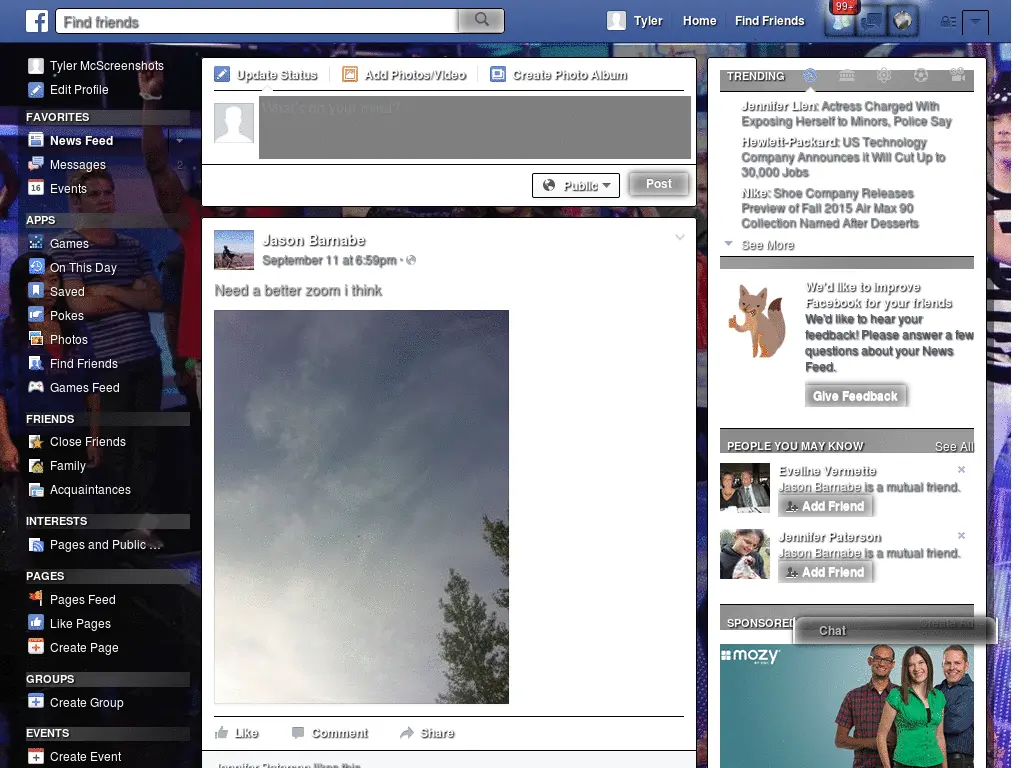 Find friends
Tyler
Home
Find Friends
99+
Tyler McScreenshots
Edit Profile
FAVORITES
News Feed
Messages
2
16
Events
APPS
Games
On This Day
Saved
Pokes
Photos
Find Friends
Games Feed
FRIENDS
Close Friends
Family
Acquaintances
INTERESTS
Pages and Public ...
PAGES
Pages Feed
Like Pages
Create Page
GROUPS
Create Group
EVENTS
Create Event
Update Status
Add Photos/Video
Create Photo Album
What's on your mind?
Public
Post
Jason Barnabe
September 11 at 6:59pm ·
Need a better zoom i think
Like
Comment
Share
Jennifer Paterson likes this.
TRENDING
Jennifer Lien: Actress Charged With
Exposing Herself to Minors, Police Say
Hewlett-Packard: US Technology
Company Announces it Will Cut Up to
30,000 Jobs
Nike: Shoe Company Releases
Preview of Fall 2015 Air Max 90
Collection Named After Desserts
See More
We'd like to improve
Facebook for your friends
We'd like to hear your
feedback! Please answer a few
questions about your News
Feed.
Give Feedback
PEOPLE YOU MAY KNOW
See All
Eveline Vermette
Jason Barnabe is a mutual friend.
Add Friend
Jennifer Paterson
Jason Barnabe is a mutual friend.
Add Friend
SPONSORED
Create Ad
Chat
mozy